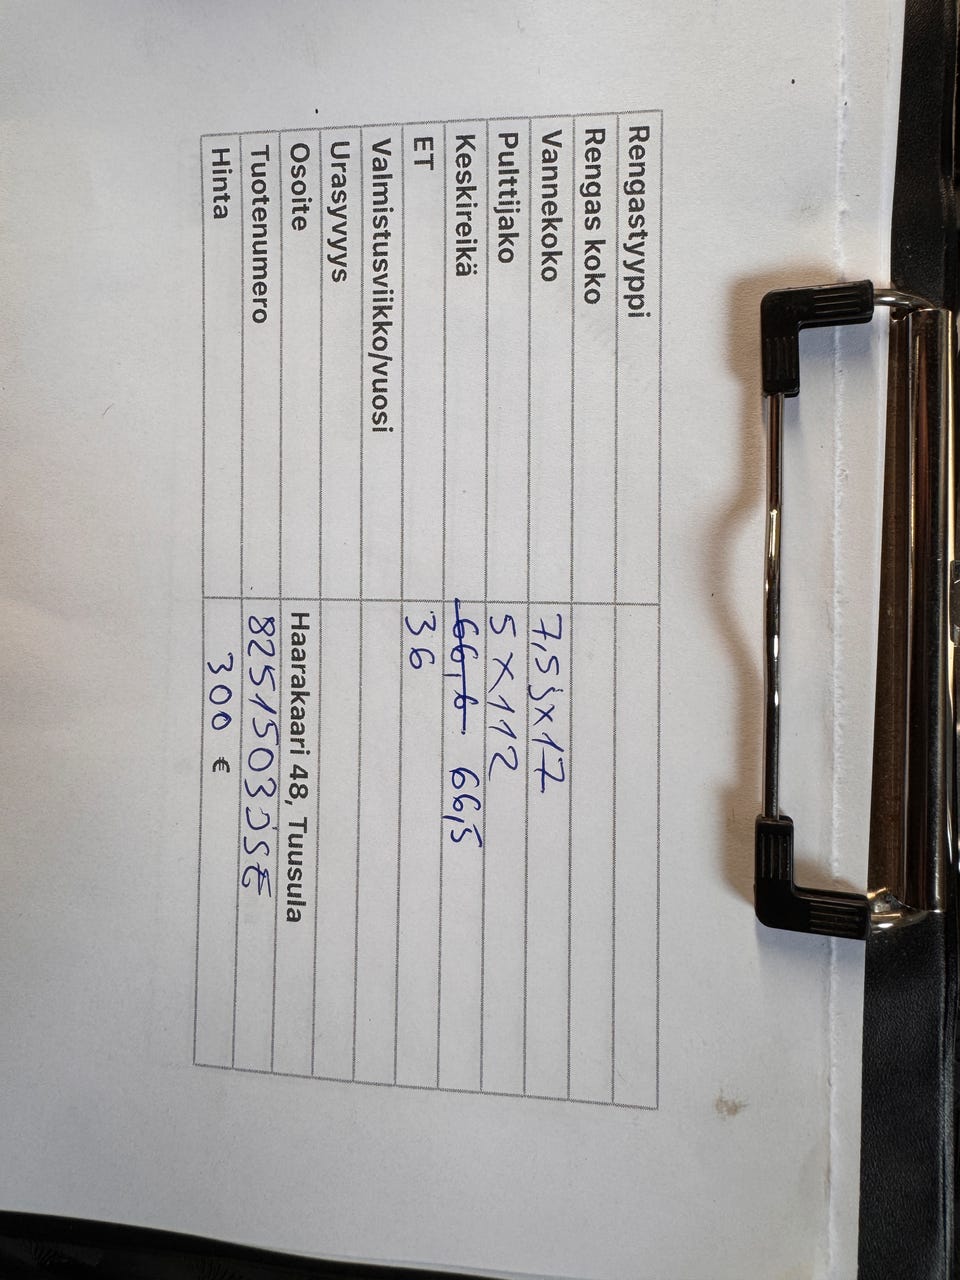 Rengastyyppi
Rengas koko
Vannekoko 7,5jx17
Pulttijako 5x112
Keskireikä 66,6 66,5
ET 36
Valmistusviikko/vuosi
Urasyvyys
Osoite Haarakaari 48, Tuusula
Tuotenumero 8251503JSE
Hinta 300 €